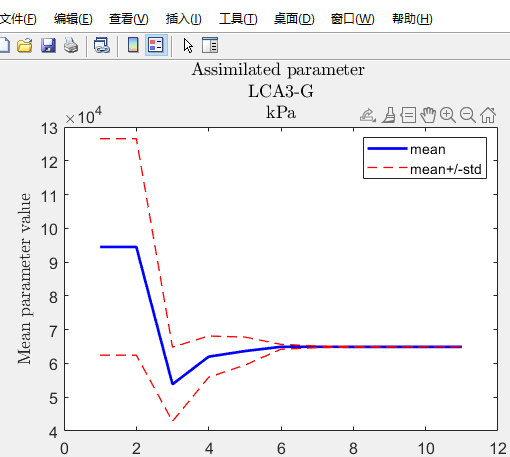 文件(F) 编辑(E) 查看(V) 插入(I) 工具(T) 桌面(D) 窗口(W) 帮助(H)
Assimilated parameter
LCA3-G
kPa
×10⁴
13
12
11
10
9
8
7
6
5
4
Mean parameter value
mean
mean+/-std
0 2 4 6 8 10 12